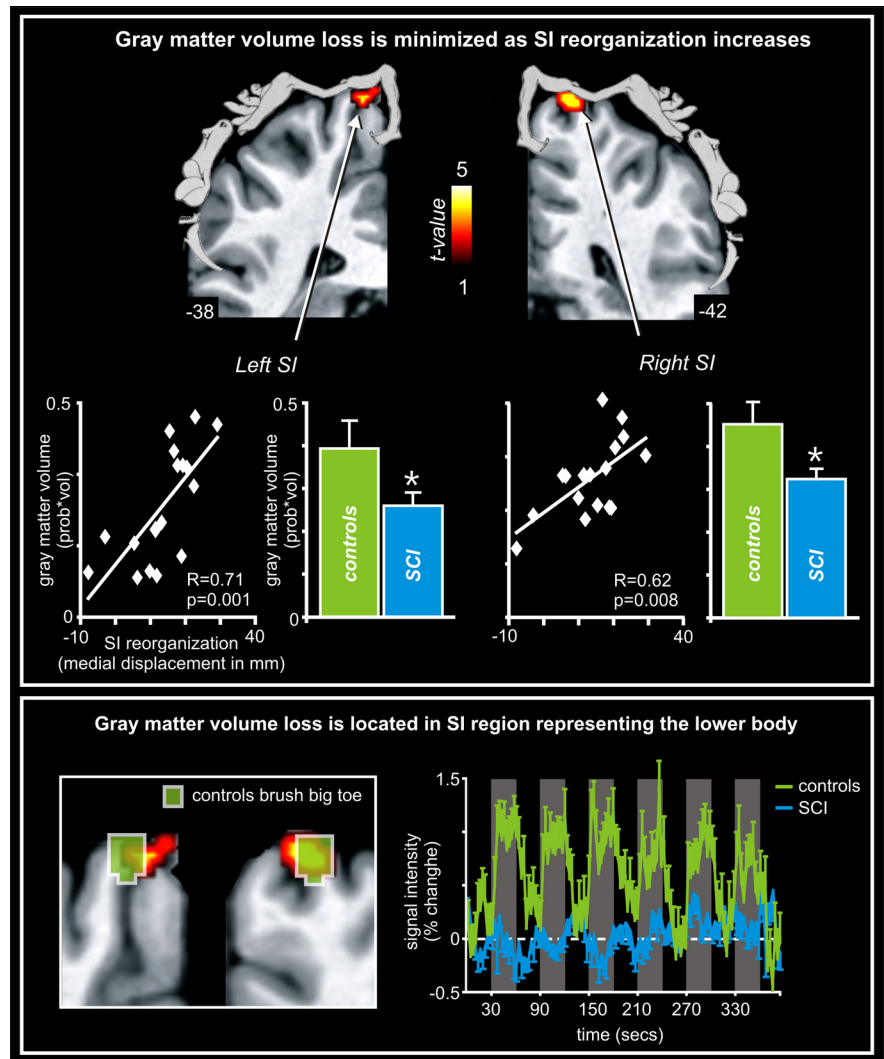 Gray matter volume loss is minimized as SI reorganization increases
5
t-value
1
-38
-42
Left SI
Right SI
0.5
gray matter volume
(prob*vol)
0
R=0.71
p=0.001
-10
40
SI reorganization
(medial displacement in mm)
0.5
gray matter volume
(prob*vol)
0
controls
*
SCI
R=0.62
p=0.008
-10
40
controls
*
SCI
Gray matter volume loss is located in SI region representing the lower body
controls brush big toe
1.5
signal intensity
(% changhe)
0
-0.5
controls
SCI
30
90
150
210
270
330
time (secs)